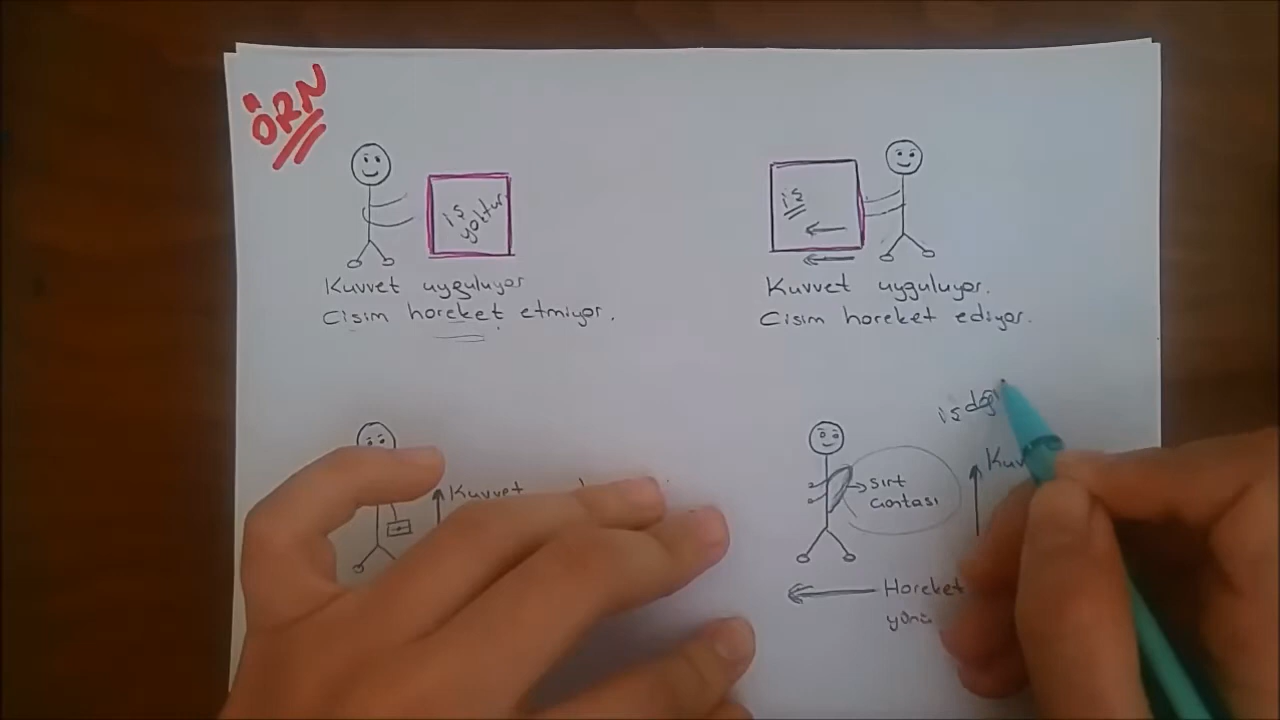 ÖRN
iş
yoktur
Kuvvet uyguluyor
Cisim hareket etmiyor.
iş
Kuvvet uyguluyor.
Cisim hareket ediyor.
Kuvvet
iş
sırt
çantası
Hareket
yönü